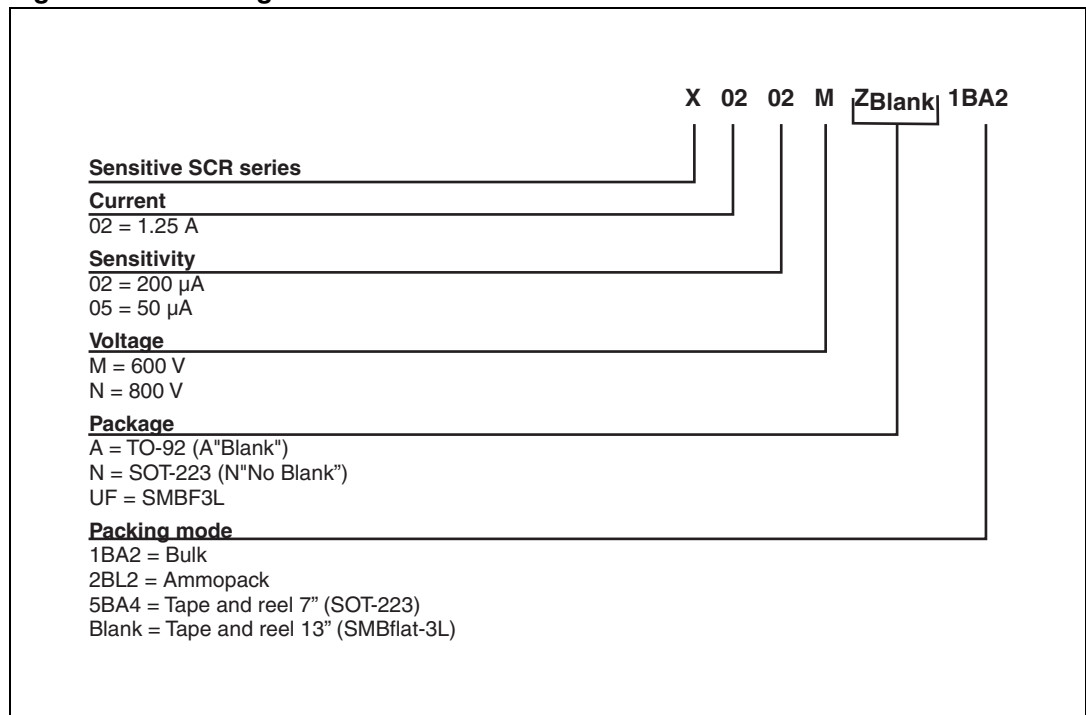 X 02 02 M ZBlank 1BA2
Sensitive SCR series
Current
02 = 1.25 A
Sensitivity
02 = 200 µA
05 = 50 µA
Voltage
M = 600 V
N = 800 V
Package
A = TO-92 (A"Blank")
N = SOT-223 (N"No Blank”)
UF = SMBF3L
Packing mode
1BA2 = Bulk
2BL2 = Ammopack
5BA4 = Tape and reel 7” (SOT-223)
Blank = Tape and reel 13” (SMBflat-3L)